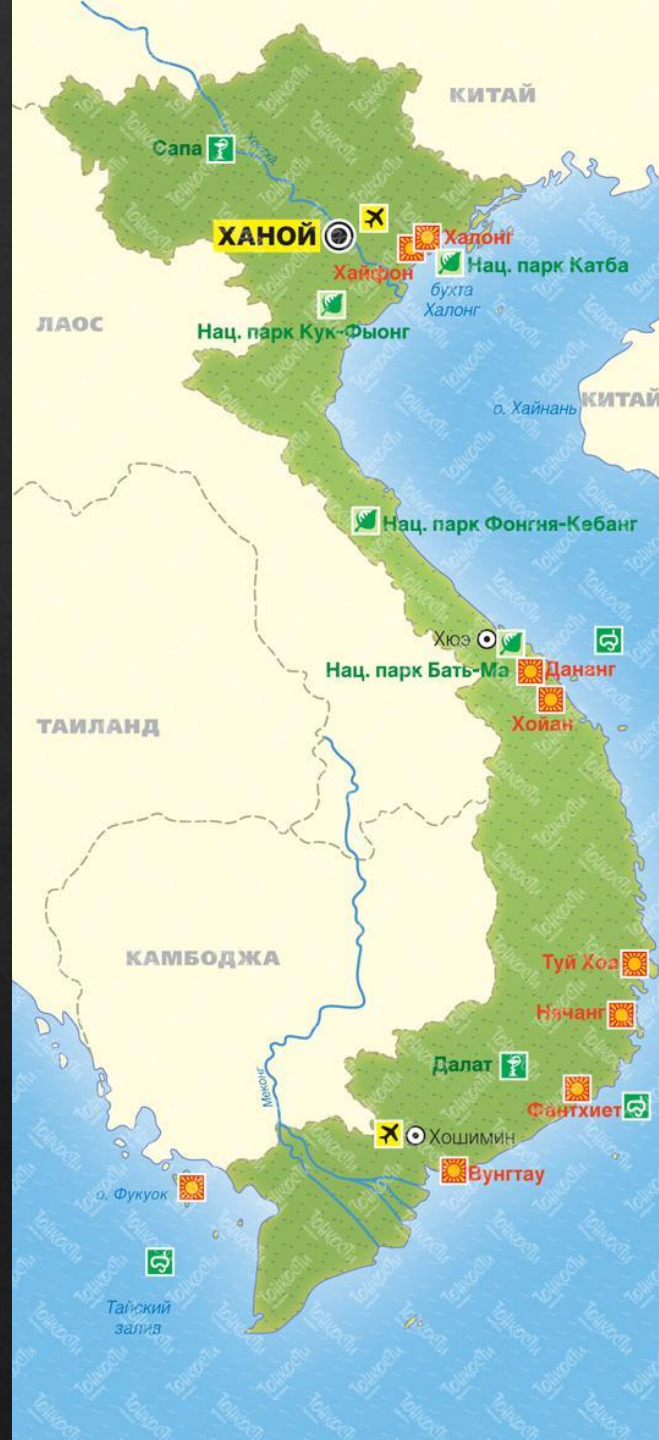 КИТАЙ
Сапа
Хонгха
ХАНОЙ
Халонг
Хайфон
Нац. парк Катба
бухта
Халонг
ЛАОС
Нац. парк Кук-Фыонг
о. Хайнань
КИТАЙ
Нац. парк Фонгня-Кебанг
Хюэ
Нац. парк Бать-Ма
Дананг
Хойан
ТАИЛАНД
КАМБОДЖА
Туй Хоа
Начанг
Далат
Фантхиет
Меконг
Хошимин
Вунгтау
о. Фукуок
Тайский
залив